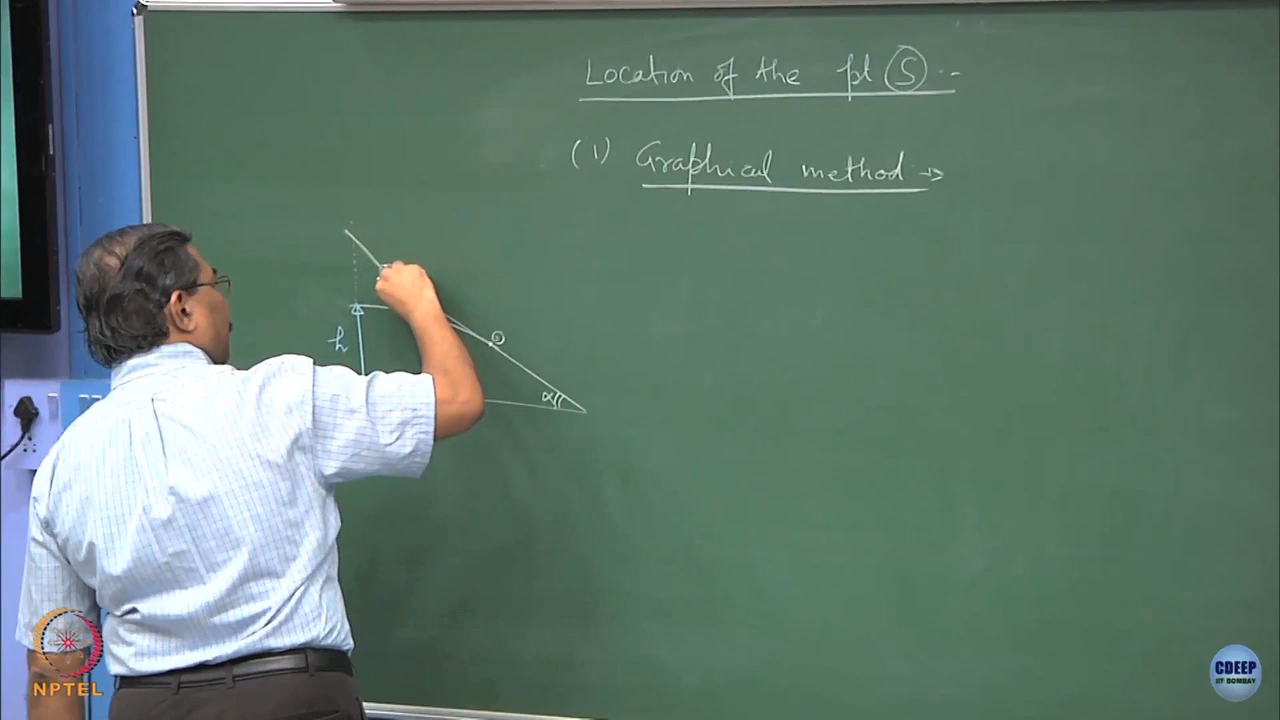 Location of the pt S :-
(1) Graphical method →
h
α
NPTEL
CDEEP
IIT BOMBAY